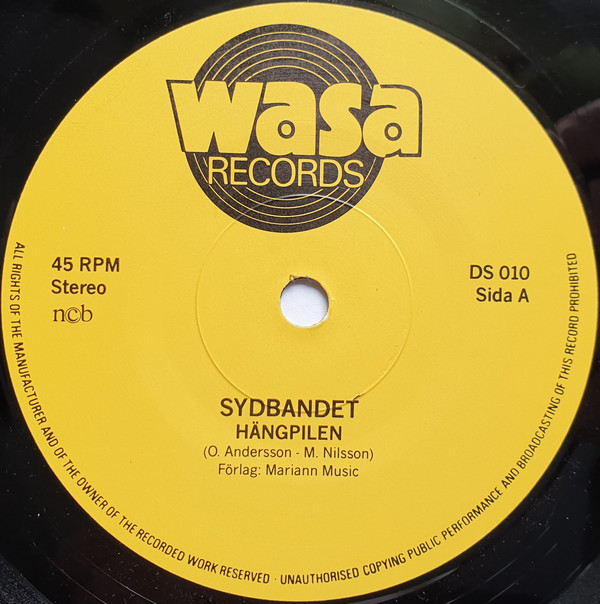 wasa
RECORDS
45 RPM
Stereo
n©b
DS 010
Sida A
SYDBANDET
HÄNGPILEN
(O. Andersson - M. Nilsson)
Förlag: Mariann Music
ALL RIGHTS OF THE MANUFACTURER AND OF THE OWNER OF THE RECORDED WORK RESERVED · UNAUTHORISED COPYING PUBLIC PERFORMANCE AND BROADCASTING OF THIS RECORD PROHIBITED